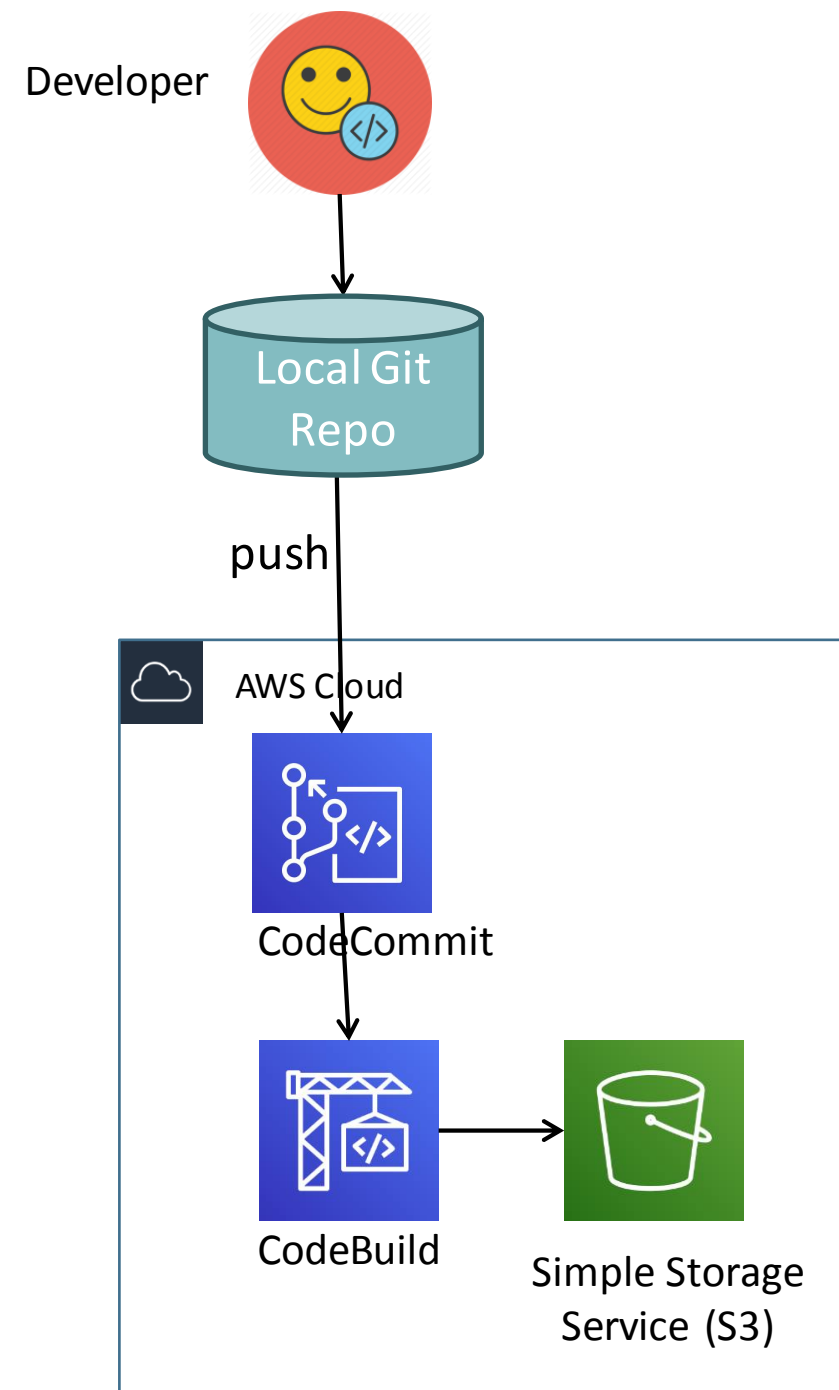 Developer
</>
Local Git
Repo
push
AWS Cloud
</>
CodeCommit
</>
CodeBuild
Simple Storage
Service (S3)